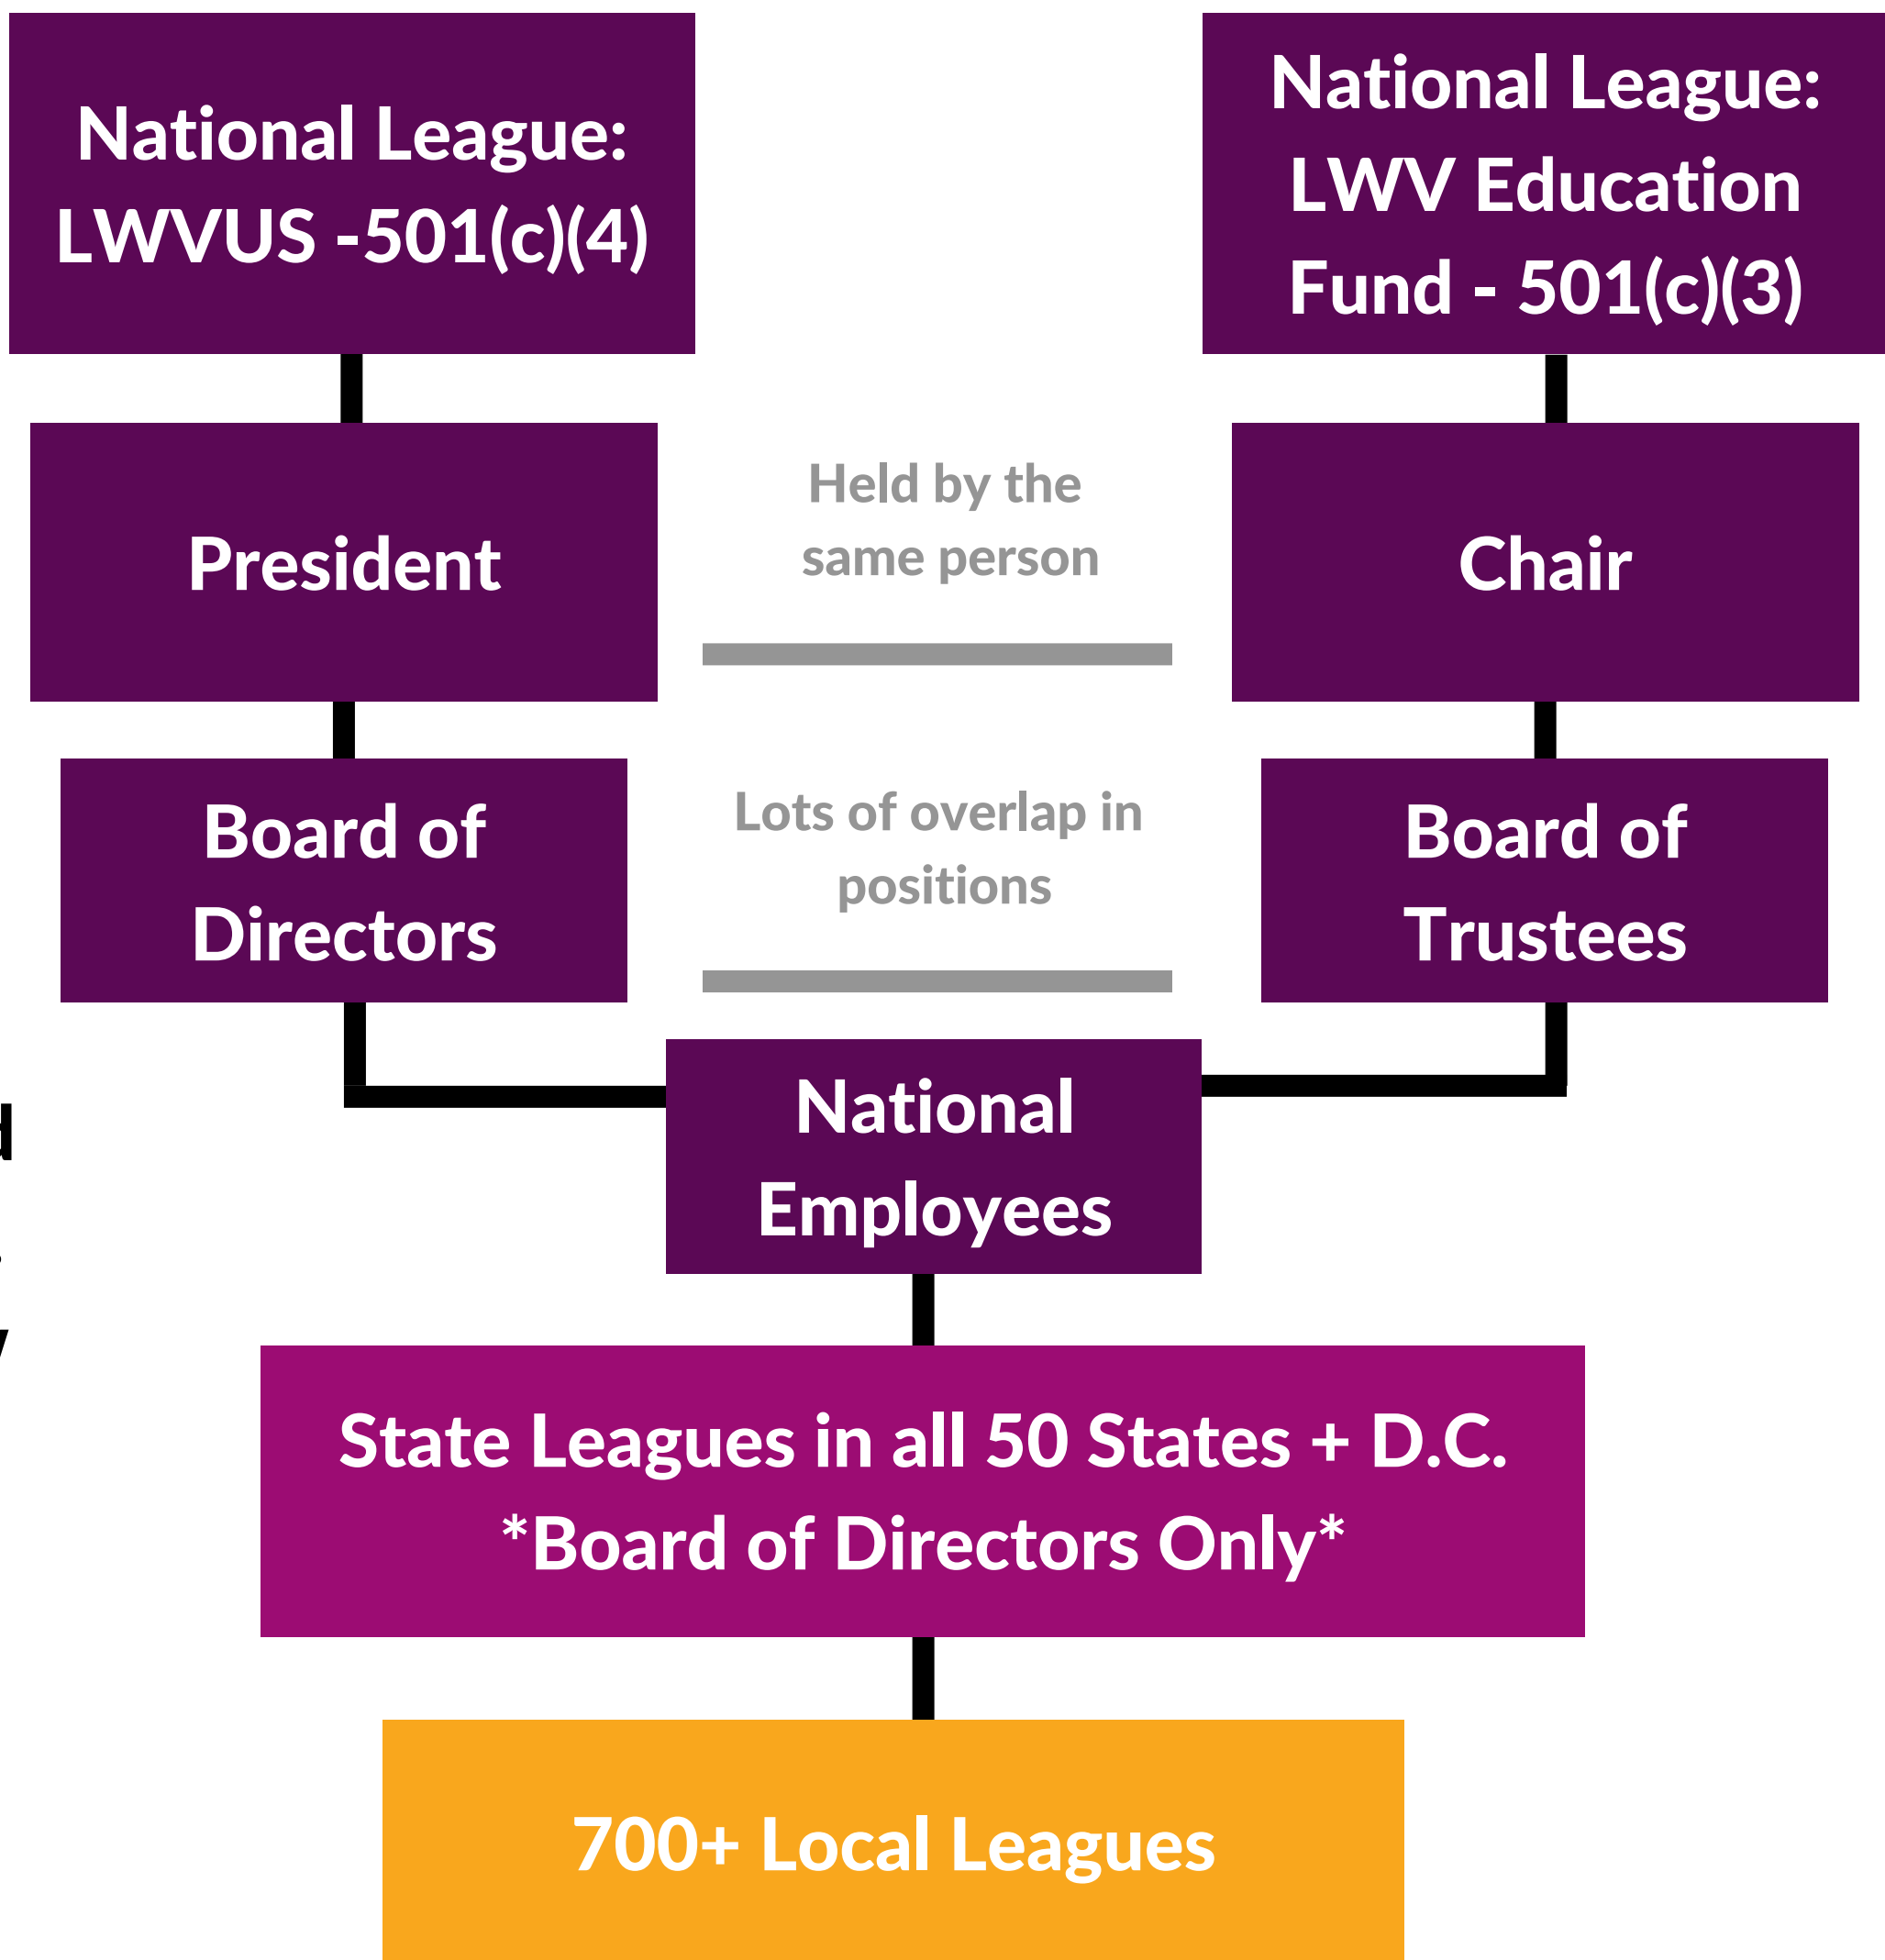 National League:
LWVUS -501(c)(4)
National League:
LWV Education
Fund - 501(c)(3)
President
Held by the
same person
Chair
Board of
Directors
Lots of overlap in
positions
Board of
Trustees
National
Employees
State Leagues in all 50 States + D.C.
*Board of Directors Only*
700+ Local Leagues